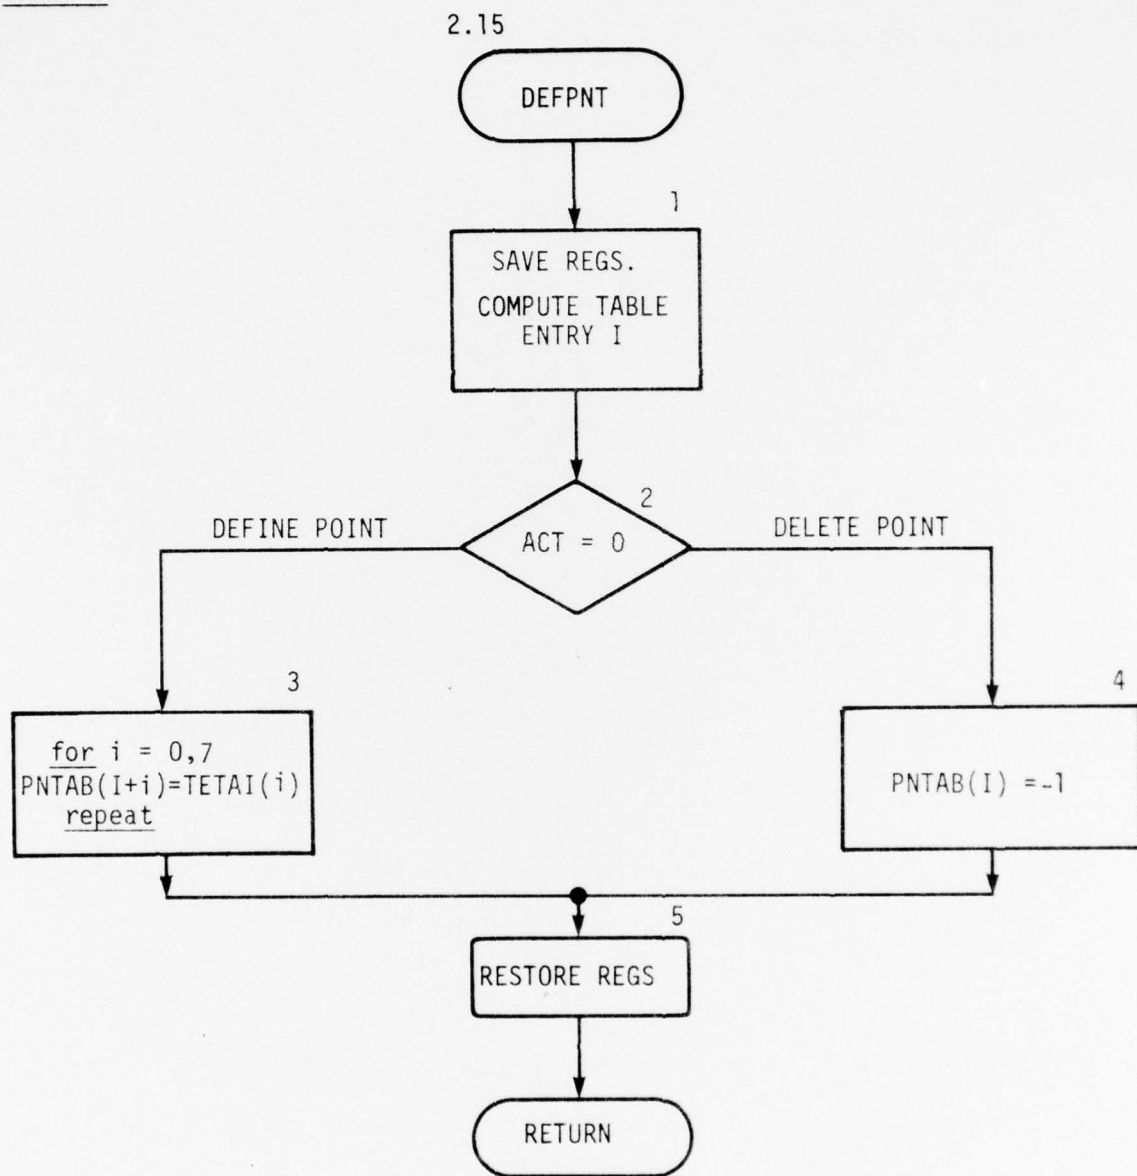 2.15
DEFPNT
1
SAVE REGS.
COMPUTE TABLE
ENTRY I
2
DEFINE POINT
ACT = 0
DELETE POINT
3
for i = 0,7
PNTAB(I+i)=TETAI(i)
repeat
4
PNTAB(I) =-1
5
RESTORE REGS
RETURN